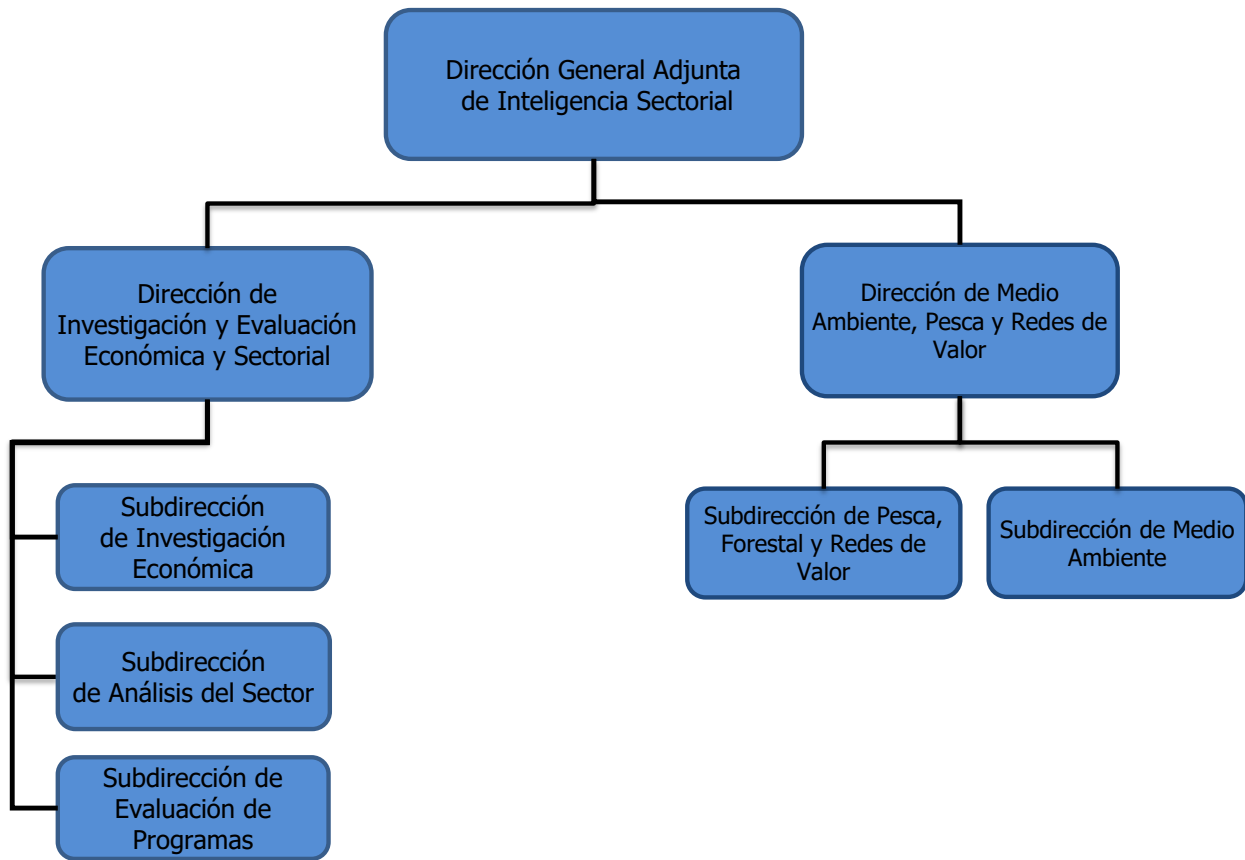 Dirección General Adjunta
de Inteligencia Sectorial
Dirección de
Investigación y Evaluación
Económica y Sectorial
Dirección de Medio
Ambiente, Pesca y Redes de
Valor
Subdirección
de Investigación
Económica
Subdirección
de Análisis del Sector
Subdirección de
Evaluación de
Programas
Subdirección de Pesca,
Forestal y Redes de
Valor
Subdirección de Medio
Ambiente